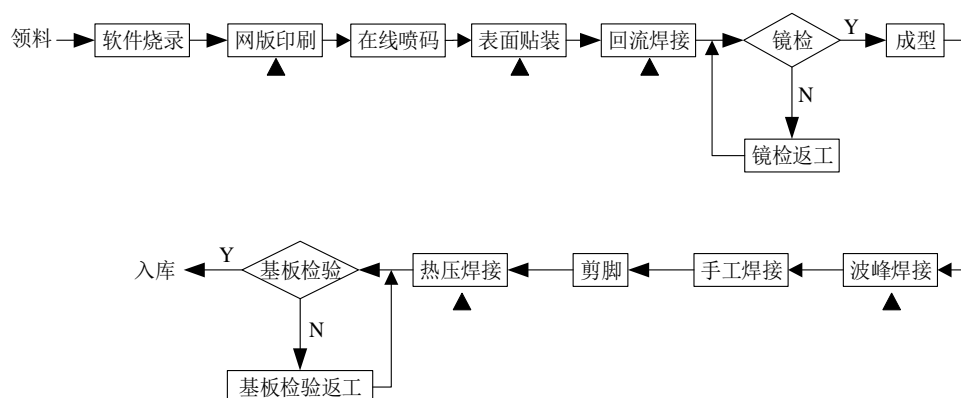 领料
软件烧录
网版印刷
在线喷码
表面贴装
回流焊接
镜检
Y
成型
N
镜检返工
入库
Y
基板检验
热压焊接
剪脚
手工焊接
波峰焊接
N
基板检验返工